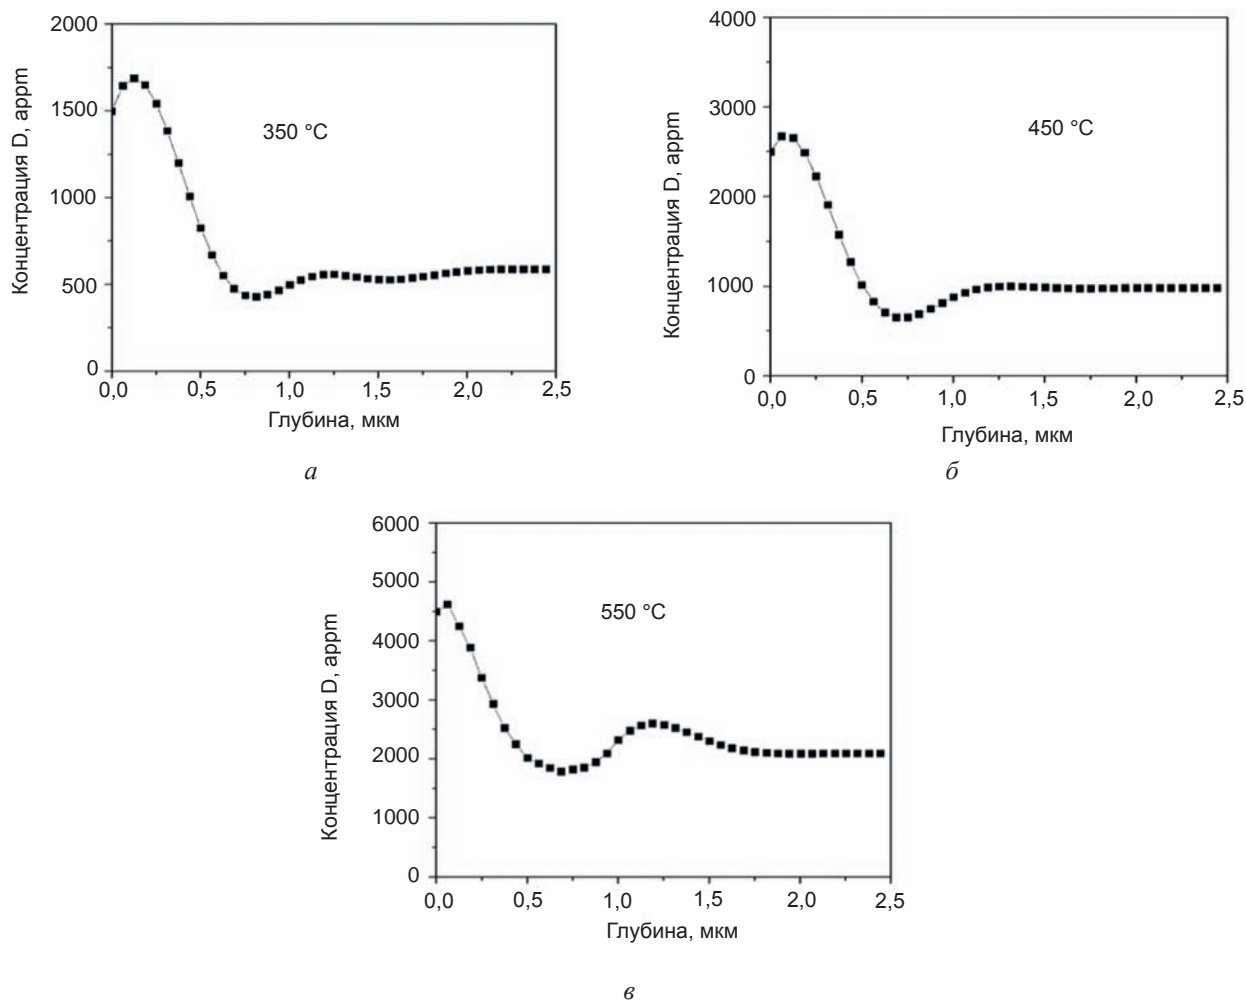 2000
1500
1000
500
0
Концентрация D, appm
350 °C
0,0 0,5 1,0 1,5 2,0 2,5
Глубина, мкм
а
4000
3000
2000
1000
0
Концентрация D, appm
450 °C
0,0 0,5 1,0 1,5 2,0 2,5
Глубина, мкм
б
6000
5000
4000
3000
2000
1000
0
Концентрация D, appm
550 °C
0,0 0,5 1,0 1,5 2,0 2,5
Глубина, мкм
в